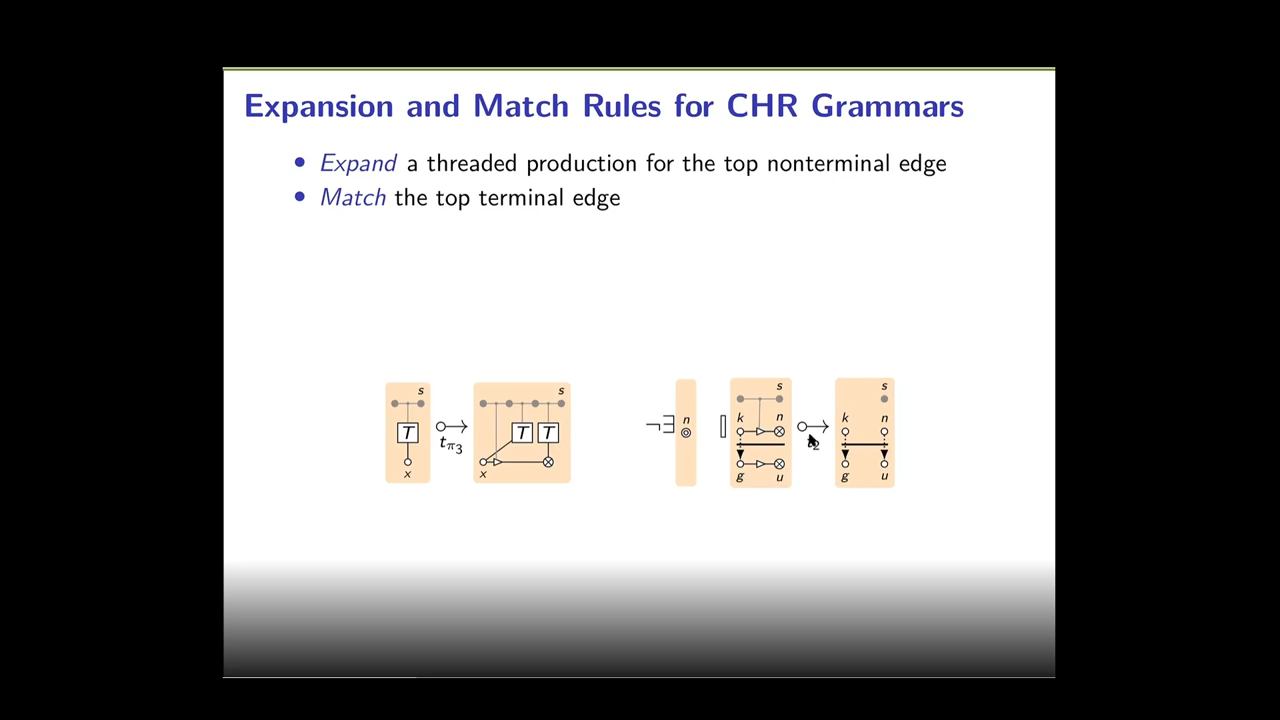 Expansion and Match Rules for CHR Grammars
• Expand a threaded production for the top nonterminal edge
• Match the top terminal edge
s s s s
T T T n k n k n
¬∃
tπ3
x x g u g u